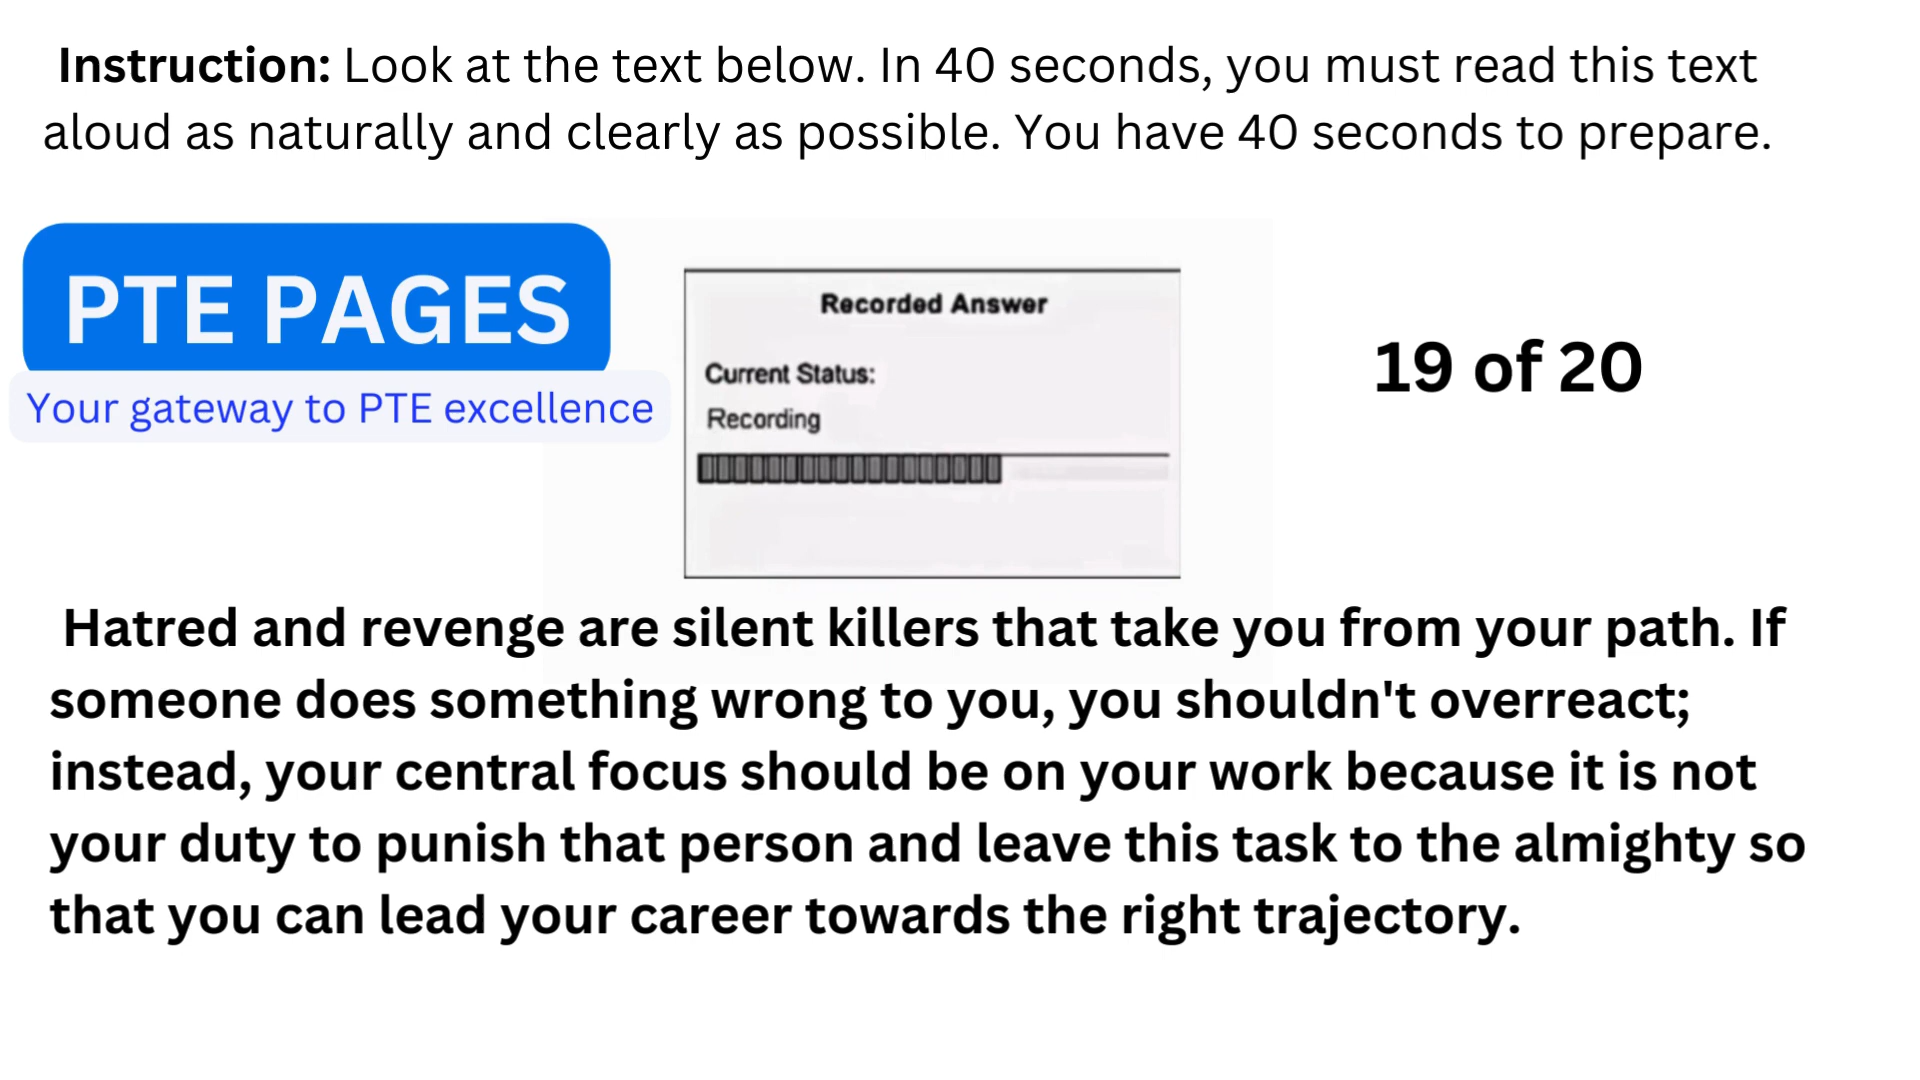 Instruction: Look at the text below. In 40 seconds, you must read this text
aloud as naturally and clearly as possible. You have 40 seconds to prepare.
PTE PAGES
Your gateway to PTE excellence
Recorded Answer
Current Status:
Recording
19 of 20
Hatred and revenge are silent killers that take you from your path. If
someone does something wrong to you, you shouldn't overreact;
instead, your central focus should be on your work because it is not
your duty to punish that person and leave this task to the almighty so
that you can lead your career towards the right trajectory.